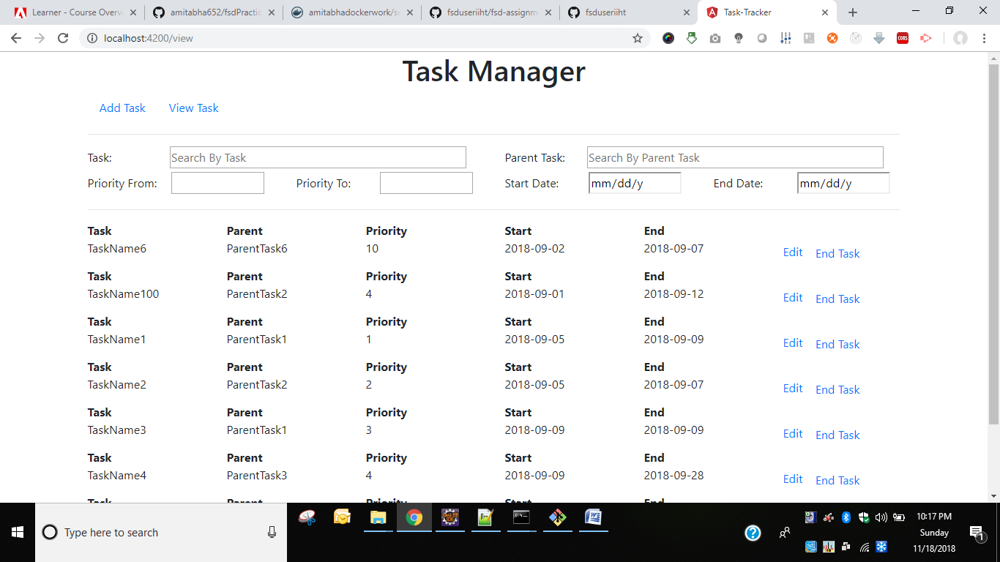 Learner - Course Overv
amitabha652/fsdPractic
amitabhadockerwork/se
fsduseriiht/fsd-assignm
fsduseriiht
Task-Tracker
localhost:4200/view
CORS
Task Manager
Add Task View Task
Task: Search By Task Parent Task: Search By Parent Task
Priority From: Priority To: Start Date: mm/dd/y End Date: mm/dd/y
Task Parent Priority Start End
TaskName6 ParentTask6 10 2018-09-02 2018-09-07 Edit End Task
Task Parent Priority Start End
TaskName100 ParentTask2 4 2018-09-01 2018-09-12 Edit End Task
Task Parent Priority Start End
TaskName1 ParentTask1 1 2018-09-05 2018-09-09 Edit End Task
Task Parent Priority Start End
TaskName2 ParentTask2 2 2018-09-05 2018-09-07 Edit End Task
Task Parent Priority Start End
TaskName3 ParentTask1 3 2018-09-09 2018-09-09 Edit End Task
Task Parent Priority Start End
TaskName4 ParentTask3 4 2018-09-09 2018-09-28 Edit End Task
Task Parent Priority Start End
Type here to search
10:17 PM
Sunday
11/18/2018
1